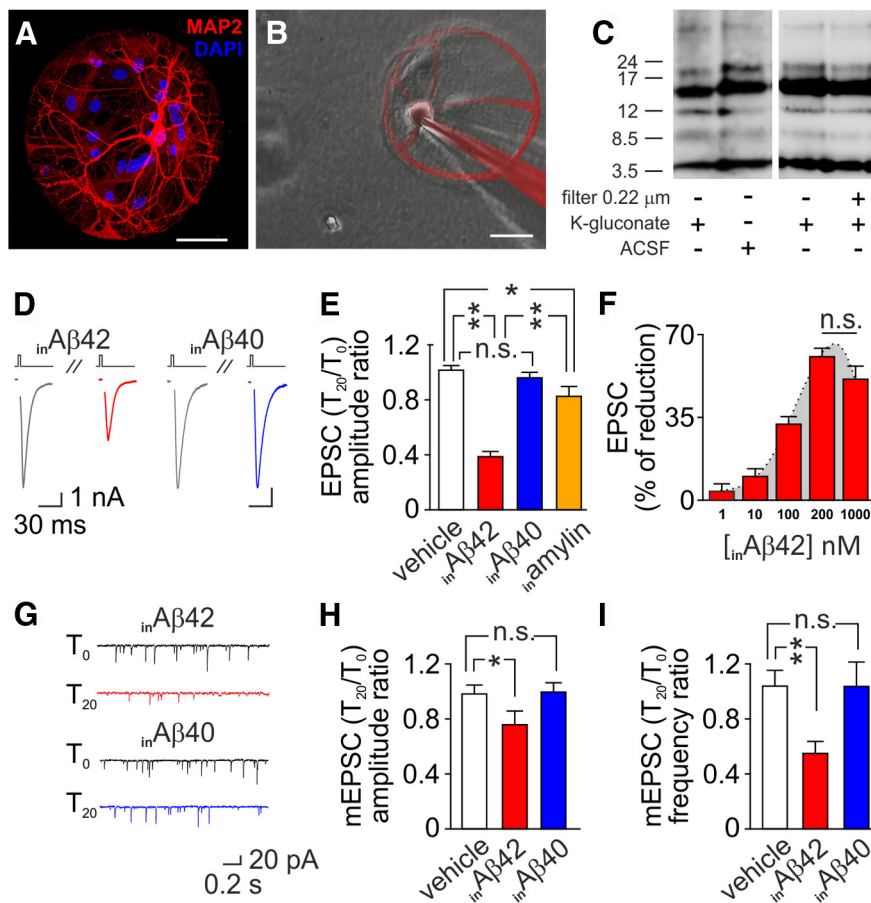 A
MAP2
DAPI
B
C
24
17
12
8.5
3.5
filter 0.22 μm - - - +
K-gluconate + - + +
ACSF - + - -
D
inAβ42
inAβ40
//
//
1 nA
30 ms
E
EPSC (T20/T0)
amplitude ratio
1.2
0.8
0.4
0
*
**
**
n.s.
vehicle
inAβ42
inAβ40
inamylin
F
EPSC
(% of reduction)
70
35
0
n.s.
1 10 100 200 1000
[inAβ42] nM
G
inAβ42
T0
T20
inAβ40
T0
T20
20 pA
0.2 s
H
mEPSC (T20/T0)
amplitude ratio
1.2
0.8
0.4
0
n.s.
*
vehicle
inAβ42
inAβ40
I
mEPSC (T20/T0)
frequency ratio
1.2
0.8
0.4
0
n.s.
**
vehicle
inAβ42
inAβ40